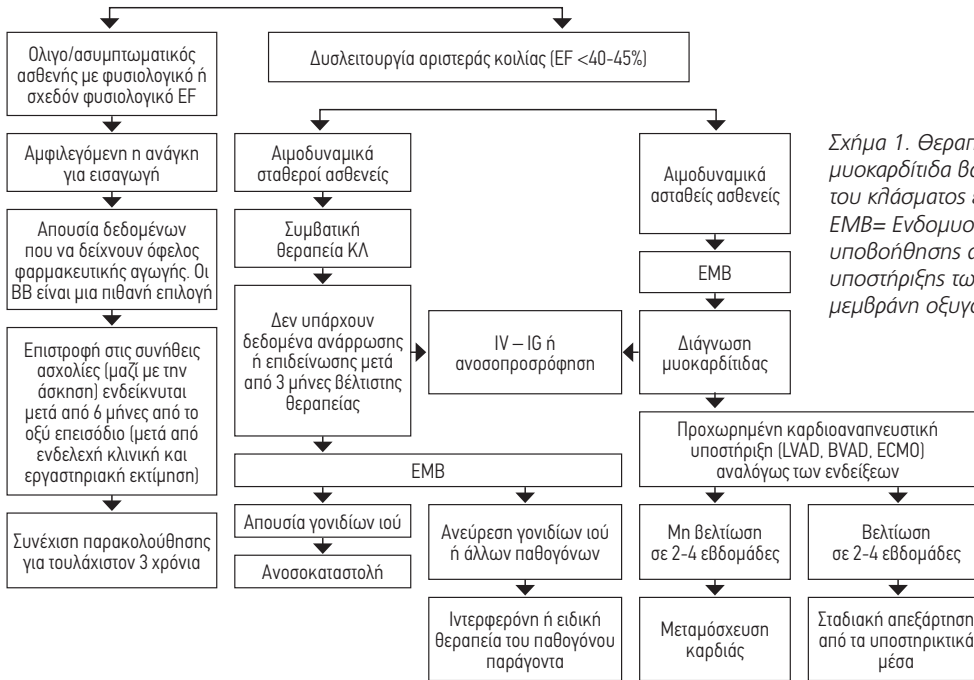 Ολιγο/ασυμπτωματικός
ασθενής με φυσιολογικό ή
σχεδόν φυσιολογικό EF
Αμφιλεγόμενη η ανάγκη
για εισαγωγή
Απουσία δεδομένων
που να δείχνουν όφελος
φαρμακευτικής αγωγής. Οι
BB είναι μια πιθανή επιλογή
Επιστροφή στις συνήθεις
ασχολίες (μαζί με την
άσκηση) ενδείκνυται
μετά από 6 μήνες από το
οξύ επεισόδιο (μετά από
ενδελεχή κλινική και
εργαστηριακή εκτίμηση)
Συνέχιση παρακολούθησης
για τουλάχιστον 3 χρόνια
Δυσλειτουργία αριστεράς κοιλίας (EF <40-45%)
Αιμοδυναμικά
σταθεροί ασθενείς
Συμβατική
θεραπεία ΚΛ
Δεν υπάρχουν
δεδομένα ανάρρωσης
ή επιδείνωσης μετά
από 3 μήνες βέλτιστης
θεραπείας
IV – IG ή
ανοσοπροσρόφηση
EMB
Απουσία γονιδίων ιού
Ανοσοκαταστολή
Ανεύρεση γονιδίων ιού
ή άλλων παθογόνων
Ιντερφερόνη ή ειδική
θεραπεία του παθογόνου
παράγοντα
Αιμοδυναμικά
ασταθείς ασθενείς
EMB
Διάγνωση
μυοκαρδίτιδας
Προχωρημένη καρδιοαναπνευστική
υποστήριξη (LVAD, BVAD, ECMO)
αναλόγως των ενδείξεων
Μη βελτίωση
σε 2-4 εβδομάδες
Μεταμόσχευση
καρδιάς
Βελτίωση
σε 2-4 εβδομάδες
Σταδιακή απεξάρτηση
από τα υποστηρικτικά
μέσα
Σχήμα 1.
μυοκαρδίτιδα
του κλάσματος
EMB=
υποβοήθησης
υποστήριξης
μεμβράνη